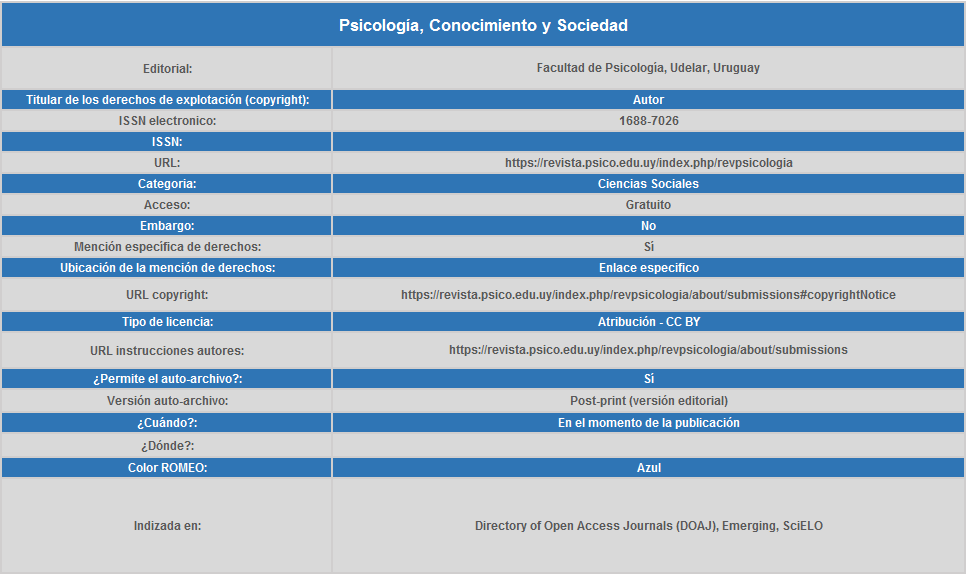 Psicología, Conocimiento y Sociedad
Editorial: Facultad de Psicología, Udelar, Uruguay
Titular de los derechos de explotación (copyright): Autor
ISSN electronico: 1688-7026
ISSN:
URL: https://revista.psico.edu.uy/index.php/revpsicologia
Categoria: Ciencias Sociales
Acceso: Gratuito
Embargo: No
Mención específica de derechos: Sí
Ubicación de la mención de derechos: Enlace específico
URL copyright: https://revista.psico.edu.uy/index.php/revpsicologia/about/submissions#copyrightNotice
Tipo de licencia: Atribución - CC BY
URL instrucciones autores: https://revista.psico.edu.uy/index.php/revpsicologia/about/submissions
¿Permite el auto-archivo?: Sí
Versión auto-archivo: Post-print (versión editorial)
¿Cuándo?: En el momento de la publicación
¿Dónde?:
Color ROMEO: Azul
Indizada en: Directory of Open Access Journals (DOAJ), Emerging, SciELO